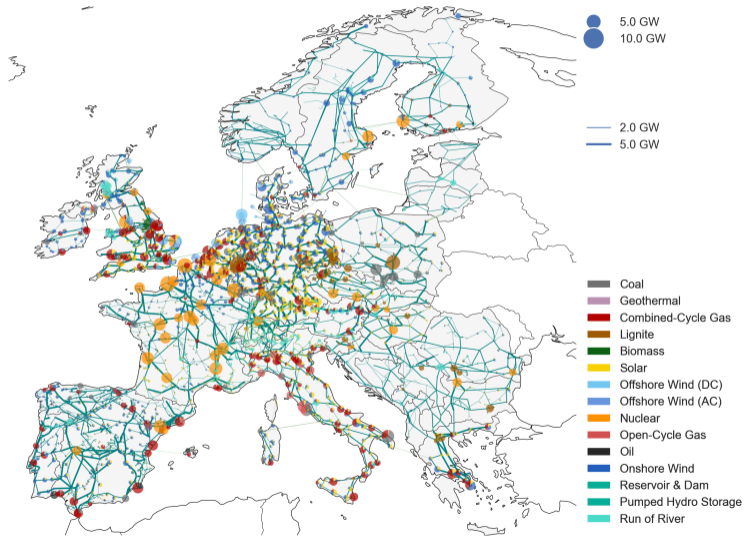 5.0 GW
10.0 GW
2.0 GW
5.0 GW
Coal
Geothermal
Combined-Cycle Gas
Lignite
Biomass
Solar
Offshore Wind (DC)
Offshore Wind (AC)
Nuclear
Open-Cycle Gas
Oil
Onshore Wind
Reservoir & Dam
Pumped Hydro Storage
Run of River